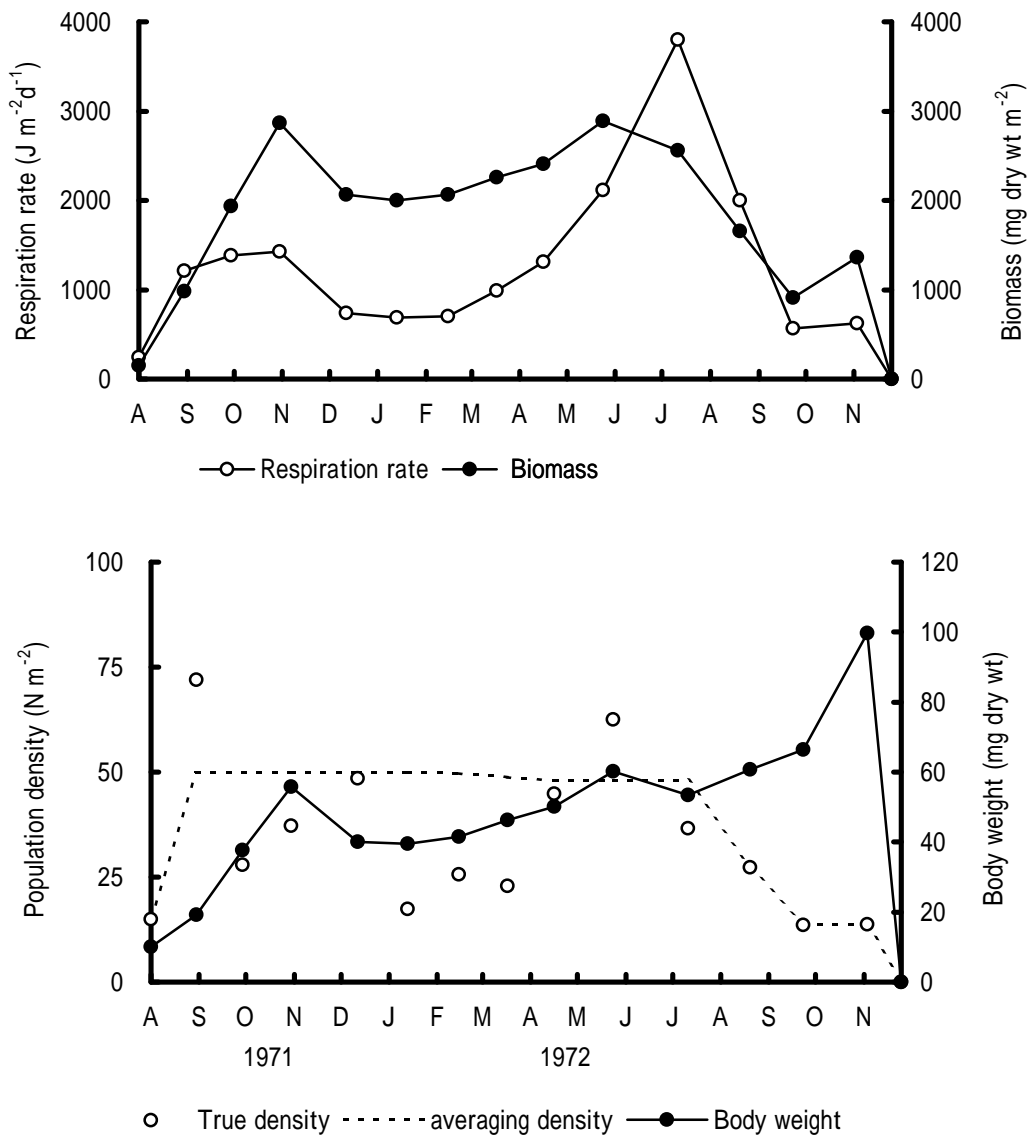 4000
3000
2000
1000
0
Respiration rate (J m⁻²d⁻¹)
4000
3000
2000
1000
0
Biomass (mg dry wt m⁻²)
A S O N D J F M A M J J A S O N
Respiration rate Biomass
100
75
50
25
0
Population density (N m⁻²)
120
100
80
60
40
20
0
Body weight (mg dry wt)
A S O N D J F M A M J J A S O N
1971 1972
True density averaging density Body weight